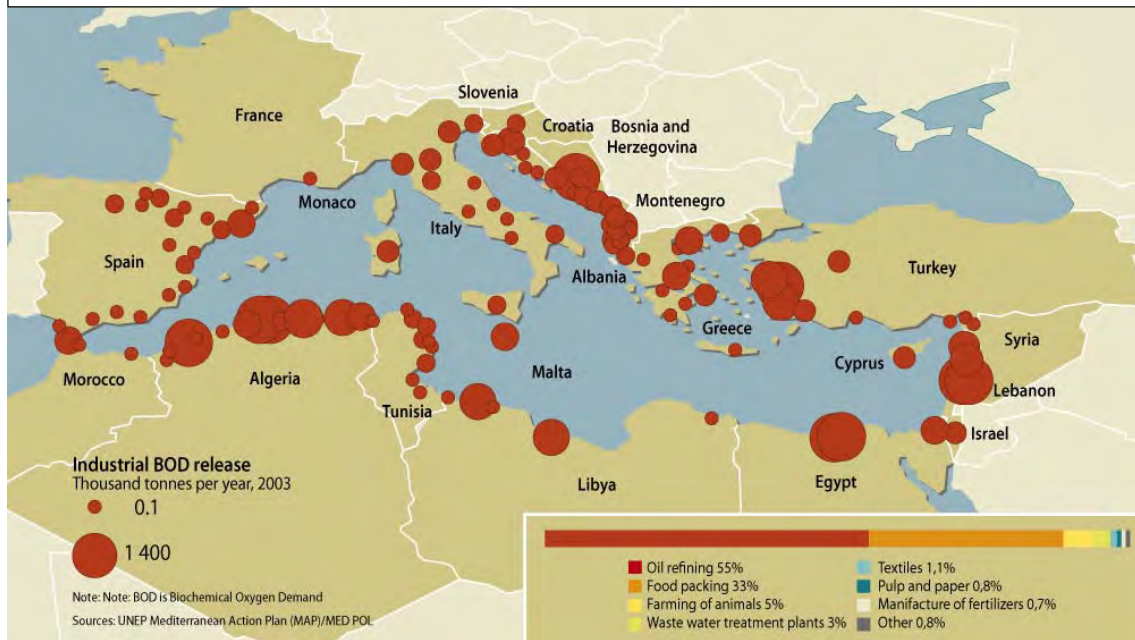 Slovenia
France
Croatia
Bosnia and
Herzegovina
Monaco
Montenegro
Italy
Spain
Albania
Turkey
Greece
Syria
Cyprus
Malta
Morocco
Algeria
Lebanon
Tunisia
Israel
Libya
Egypt
Industrial BOD release
Thousand tonnes per year, 2003
0.1
1 400
Note: Note: BOD is Biochemical Oxygen Demand
Sources: UNEP Mediterranean Action Plan (MAP)/MED POL
Oil refining 55%
Food packing 33%
Farming of animals 5%
Waste water treatment plants 3%
Textiles 1,1%
Pulp and paper 0,8%
Manifacture of fertilizers 0,7%
Other 0,8%